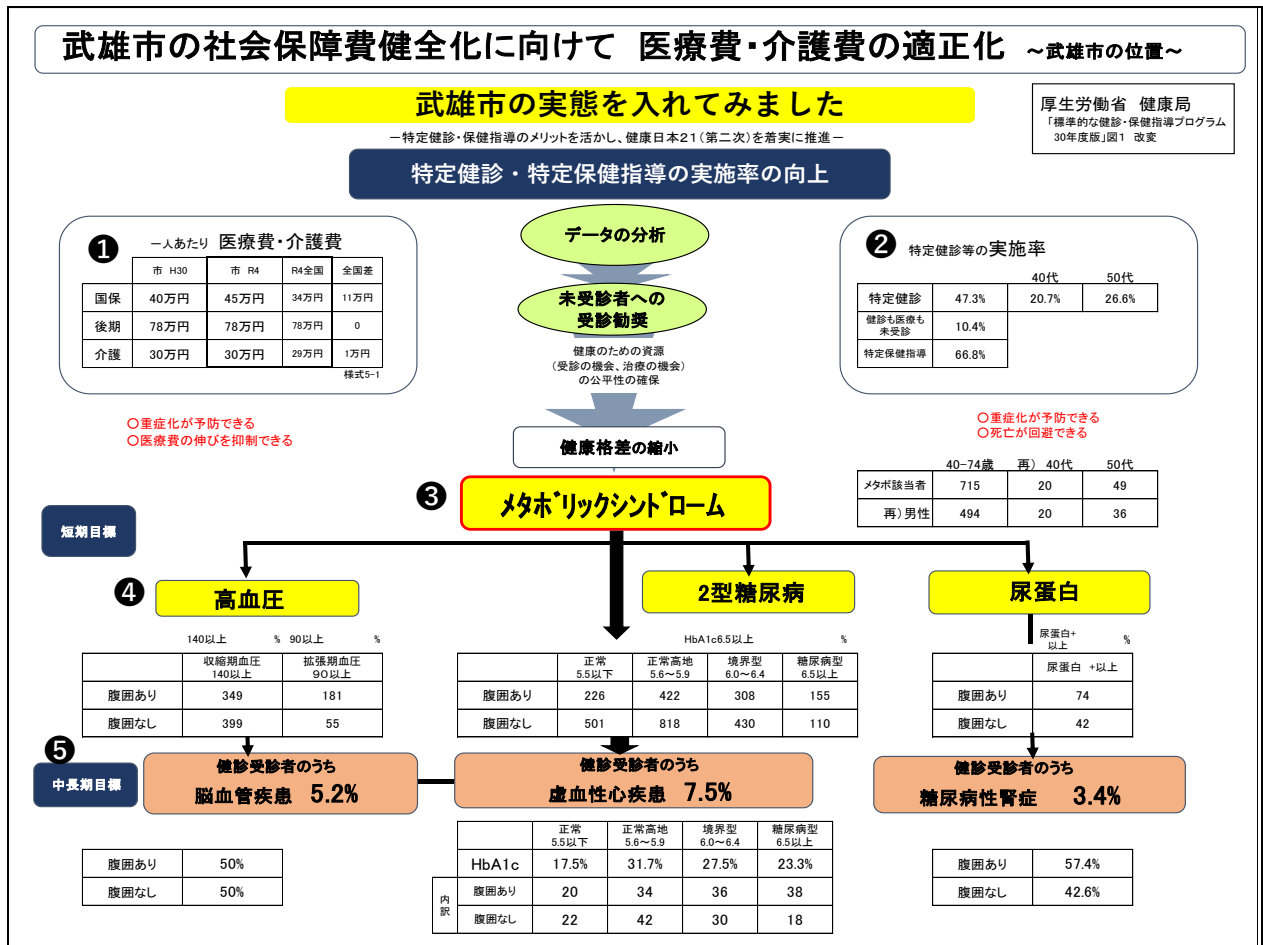 武雄市の社会保障費健全化に向けて 医療費・介護費の適正化 ～武雄市の位置～
武雄市の実態を入れてみました
厚生労働省 健康局
「標準的な健診・保健指導プログラム
30年度版」図1 改変
－特定健診・保健指導のメリットを活かし、健康日本２１（第二次）を着実に推進－
特定健診・特定保健指導の実施率の向上
❶ 一人あたり 医療費・介護費
市 H30 市 R4 R4全国 全国差
国保 40万円 45万円 34万円 11万円
後期 78万円 78万円 78万円 0
介護 30万円 30万円 29万円 1万円
様式5-1
〇重症化が予防できる
〇医療費の伸びを抑制できる
データの分析
未受診者への
受診勧奨
健康のための資源
（受診の機会、治療の機会）
の公平性の確保
健康格差の縮小
❷ 特定健診等の実施率
40代 50代
特定健診 47.3% 20.7% 26.6%
健診も医療も
未受診 10.4%
特定保健指導 66.8%
〇重症化が予防できる
〇死亡が回避できる
❸ メタボリックシンドローム
40-74歳 再） 40代 50代
メタボ該当者 715 20 49
再）男性 494 20 36
短期目標
❹ 高血圧
2型糖尿病
尿蛋白
140以上 % 90以上 %
収縮期血圧
140以上
拡張期血圧
９０以上
腹囲あり 349 181
腹囲なし 399 55
HbA1c6.5以上 %
正常
5.5以下
正常高地
5.6～5.9
境界型
6.0～6.4
糖尿病型
6.5以上
腹囲あり 226 422 308 155
腹囲なし 501 818 430 110
尿蛋白+
以上
%
尿蛋白 +以上
腹囲あり 74
腹囲なし 42
❺
中長期目標
健診受診者のうち
脳血管疾患 5.2%
健診受診者のうち
虚血性心疾患 7.5%
健診受診者のうち
糖尿病性腎症 3.4%
腹囲あり 50%
腹囲なし 50%
正常
5.5以下
正常高地
5.6～5.9
境界型
6.0～6.4
糖尿病型
6.5以上
HbA1c 17.5% 31.7% 27.5% 23.3%
内訳
腹囲あり 20 34 36 38
腹囲なし 22 42 30 18
腹囲あり 57.4%
腹囲なし 42.6%